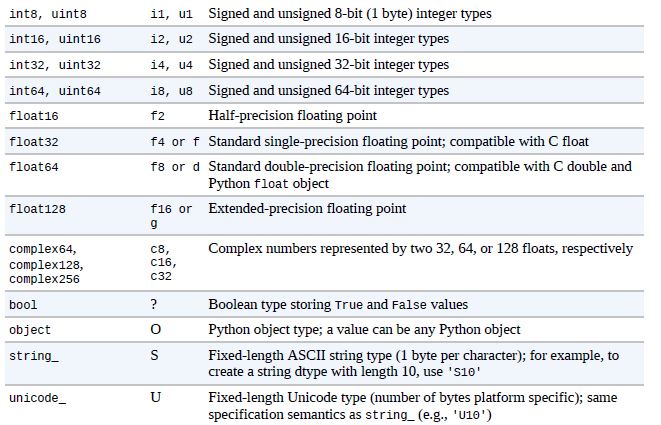 int8, uint8 i1, u1 Signed and unsigned 8-bit (1 byte) integer types
int16, uint16 i2, u2 Signed and unsigned 16-bit integer types
int32, uint32 i4, u4 Signed and unsigned 32-bit integer types
int64, uint64 i8, u8 Signed and unsigned 64-bit integer types
float16 f2 Half-precision floating point
float32 f4 or f Standard single-precision floating point; compatible with C float
float64 f8 or d Standard double-precision floating point; compatible with C double and
Python float object
float128 f16 or Extended-precision floating point
g
complex64, c8, Complex numbers represented by two 32, 64, or 128 floats, respectively
complex128, c16,
complex256 c32
bool ? Boolean type storing True and False values
object O Python object type; a value can be any Python object
string_ S Fixed-length ASCII string type (1 byte per character); for example, to
create a string dtype with length 10, use 'S10'
unicode_ U Fixed-length Unicode type (number of bytes platform specific); same
specification semantics as string_ (e.g., 'U10')